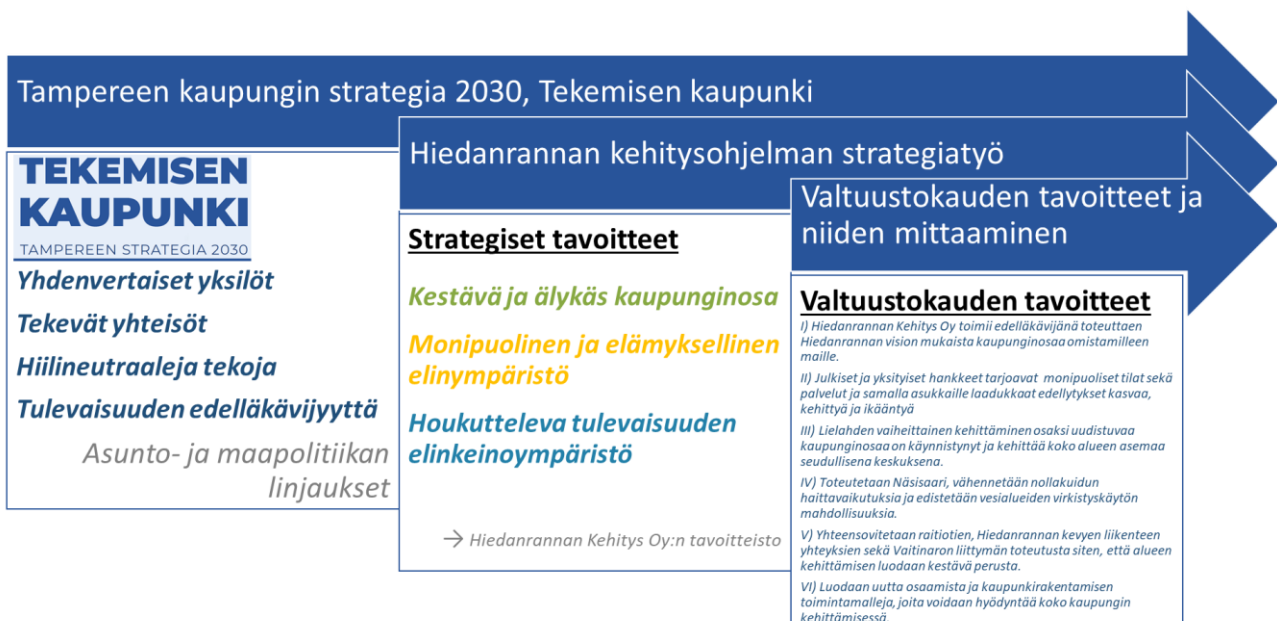 Tampereen kaupungin strategia 2030, Tekemisen kaupunki
TEKEMISEN
KAUPUNKI
TAMPEREEN STRATEGIA 2030
Yhdenvertaiset yksilöt
Tekevät yhteisöt
Hiilineutraaleja tekoja
Tulevaisuuden edelläkävijyyttä
Asunto- ja maapolitiikan
linjaukset
Hiedanrannan kehitysohjelman strategiatyö
Strategiset tavoitteet
Kestävä ja älykäs kaupunginosa
Monipuolinen ja elämyksellinen
elinympäristö
Houkutteleva tulevaisuuden
elinkeinoympäristö
→ Hiedanrannan Kehitys Oy:n tavoitteisto
Valtuustokauden tavoitteet ja
niiden mittaaminen
Valtuustokauden tavoitteet
I) Hiedanrannan Kehitys Oy toimii edelläkävijänä toteuttaen
Hiedanrannan vision mukaista kaupunginosaa omistamilleen
maille.
II) Julkiset ja yksityiset hankkeet tarjoavat monipuoliset tilat sekä
palvelut ja samalla asukkaille laadukkaat edellytykset kasvaa,
kehittyä ja ikääntyä
III) Lielahden vaiheittainen kehittäminen osaksi uudistuvaa
kaupunginosaa on käynnistynyt ja kehittää koko alueen asemaa
seudullisena keskuksena.
IV) Toteutetaan Näsisaari, vähennetään nollakuidun
haittavaikutuksia ja edistetään vesialueiden virkistyskäytön
mahdollisuuksia.
V) Yhteensovitetaan raitiotien, Hiedanrannan kevyen liikenteen
yhteyksien sekä Vaitinaron liittymän toteutusta siten, että alueen
kehittämisen luodaan kestävä perusta.
VI) Luodaan uutta osaamista ja kaupunkirakentamisen
toimintamalleja, joita voidaan hyödyntää koko kaupungin
kehittämisessä.